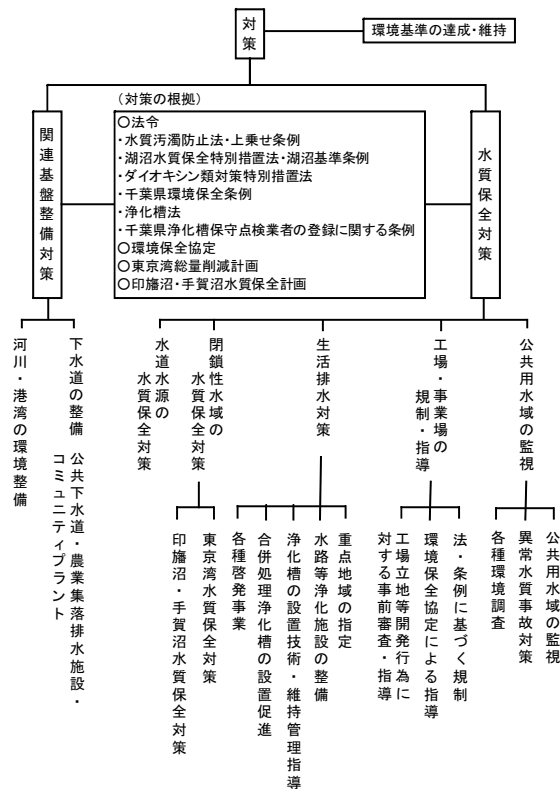 対策
環境基準の達成・維持
(対策の根拠)
関連基盤整備対策
○法令
・水質汚濁防止法・上乗せ条例
・湖沼水質保全特別措置法・湖沼基準条例
・ダイオキシン類対策特別措置法
・千葉県環境保全条例
・浄化槽法
・千葉県浄化槽保守点検業者の登録に関する条例
○環境保全協定
○東京湾総量削減計画
○印旛沼・手賀沼水質保全計画
水質保全対策
公共用水域の監視
工場・事業場の
規制・指導
生活排水対策
閉鎖性水域の
水質保全対策
水道水源の
水質保全対策
下水道の整備
公共下水道・農業集落排水施設・
コミュニティプラント
河川・港湾の環境整備
公共用水域の監視
異常水質事故対策
各種環境調査
法・条例に基づく規制
環境保全協定による指導
工場立地等開発行為に
対する事前審査・指導
重点地域の指定
水路等浄化施設の整備
浄化槽の設置技術・維持管理指導
合併処理浄化槽の設置促進
各種啓発事業
東京湾水質保全対策
印旛沼・手賀沼水質保全対策